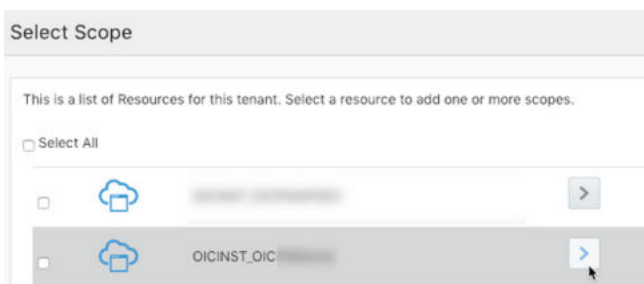 Select Scope
This is a list of Resources for this tenant. Select a resource to add one or more scopes.
Select All
OICINST_OIC